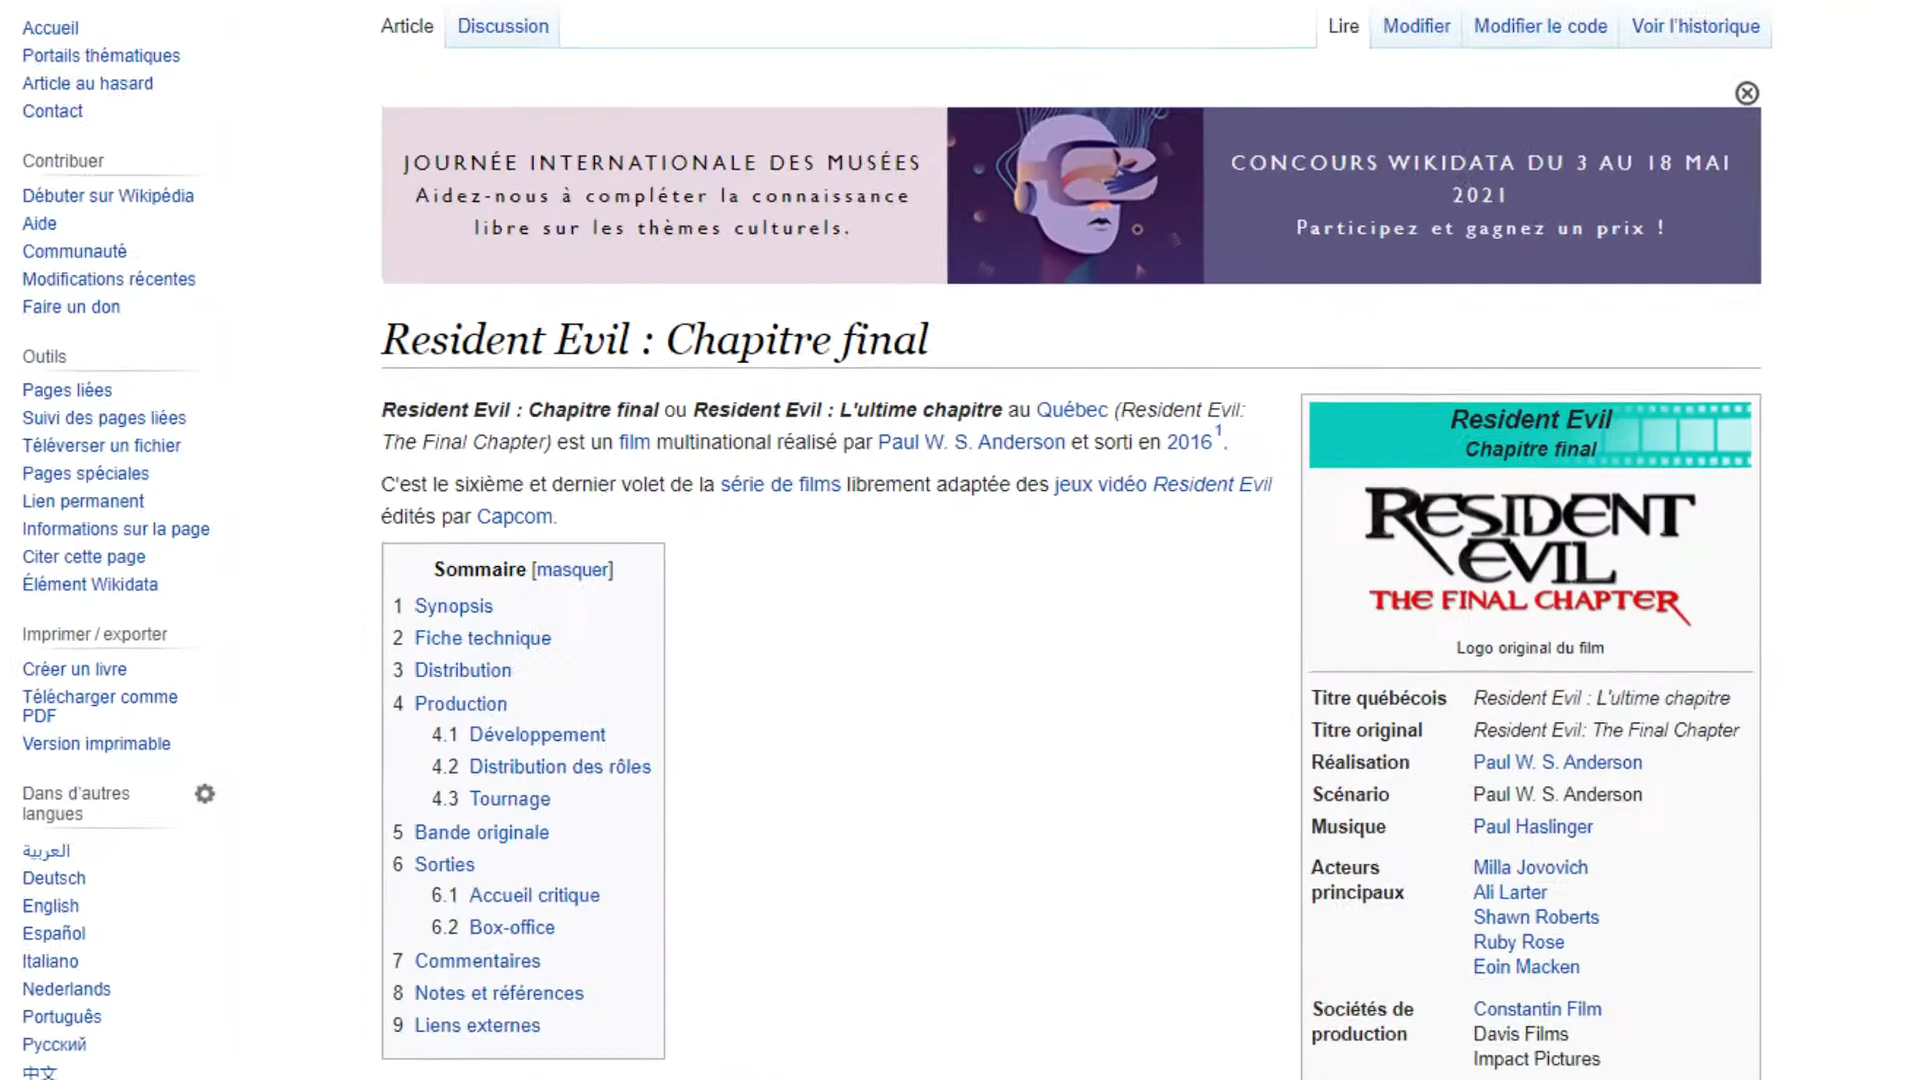 Accueil
Portails thématiques
Article au hasard
Contact
Contribuer
Débuter sur Wikipédia
Aide
Communauté
Modifications récentes
Faire un don
Outils
Pages liées
Suivi des pages liées
Téléverser un fichier
Pages spéciales
Lien permanent
Informations sur la page
Citer cette page
Élément Wikidata
Imprimer / exporter
Créer un livre
Télécharger comme
PDF
Version imprimable
Dans d'autres
langues
العربية
Deutsch
English
Español
Italiano
Nederlands
Português
Русский
中文
Article Discussion Lire Modifier Modifier le code Voir l'historique
JOURNÉE INTERNATIONALE DES MUSÉES
Aidez-nous à compléter la connaissance
libre sur les thèmes culturels.
CONCOURS WIKIDATA DU 3 AU 18 MAI
2021
Participez et gagnez un prix !
Resident Evil : Chapitre final
Resident Evil : Chapitre final ou Resident Evil : L'ultime chapitre au Québec (Resident Evil:
The Final Chapter) est un film multinational réalisé par Paul W. S. Anderson et sorti en 2016 1.
C'est le sixième et dernier volet de la série de films librement adaptée des jeux vidéo Resident Evil
édités par Capcom.
Sommaire [masquer]
1 Synopsis
2 Fiche technique
3 Distribution
4 Production
4.1 Développement
4.2 Distribution des rôles
4.3 Tournage
5 Bande originale
6 Sorties
6.1 Accueil critique
6.2 Box-office
7 Commentaires
8 Notes et références
9 Liens externes
Resident Evil
Chapitre final
RESIDENT
EVIL
THE FINAL CHAPTER
Logo original du film
Titre québécois Resident Evil : L'ultime chapitre
Titre original Resident Evil: The Final Chapter
Réalisation Paul W. S. Anderson
Scénario Paul W. S. Anderson
Musique Paul Haslinger
Acteurs Milla Jovovich
principaux Ali Larter
Shawn Roberts
Ruby Rose
Eoin Macken
Sociétés de Constantin Film
production Davis Films
Impact Pictures